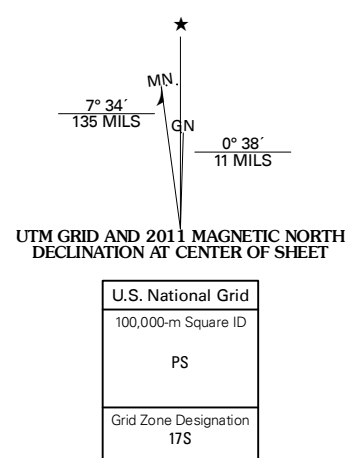 ★
MN
7° 34´
135 MILS
GN
0° 38´
11 MILS
UTM GRID AND 2011 MAGNETIC NORTH
DECLINATION AT CENTER OF SHEET
U.S. National Grid
100,000-m Square ID
PS
Grid Zone Designation
17S